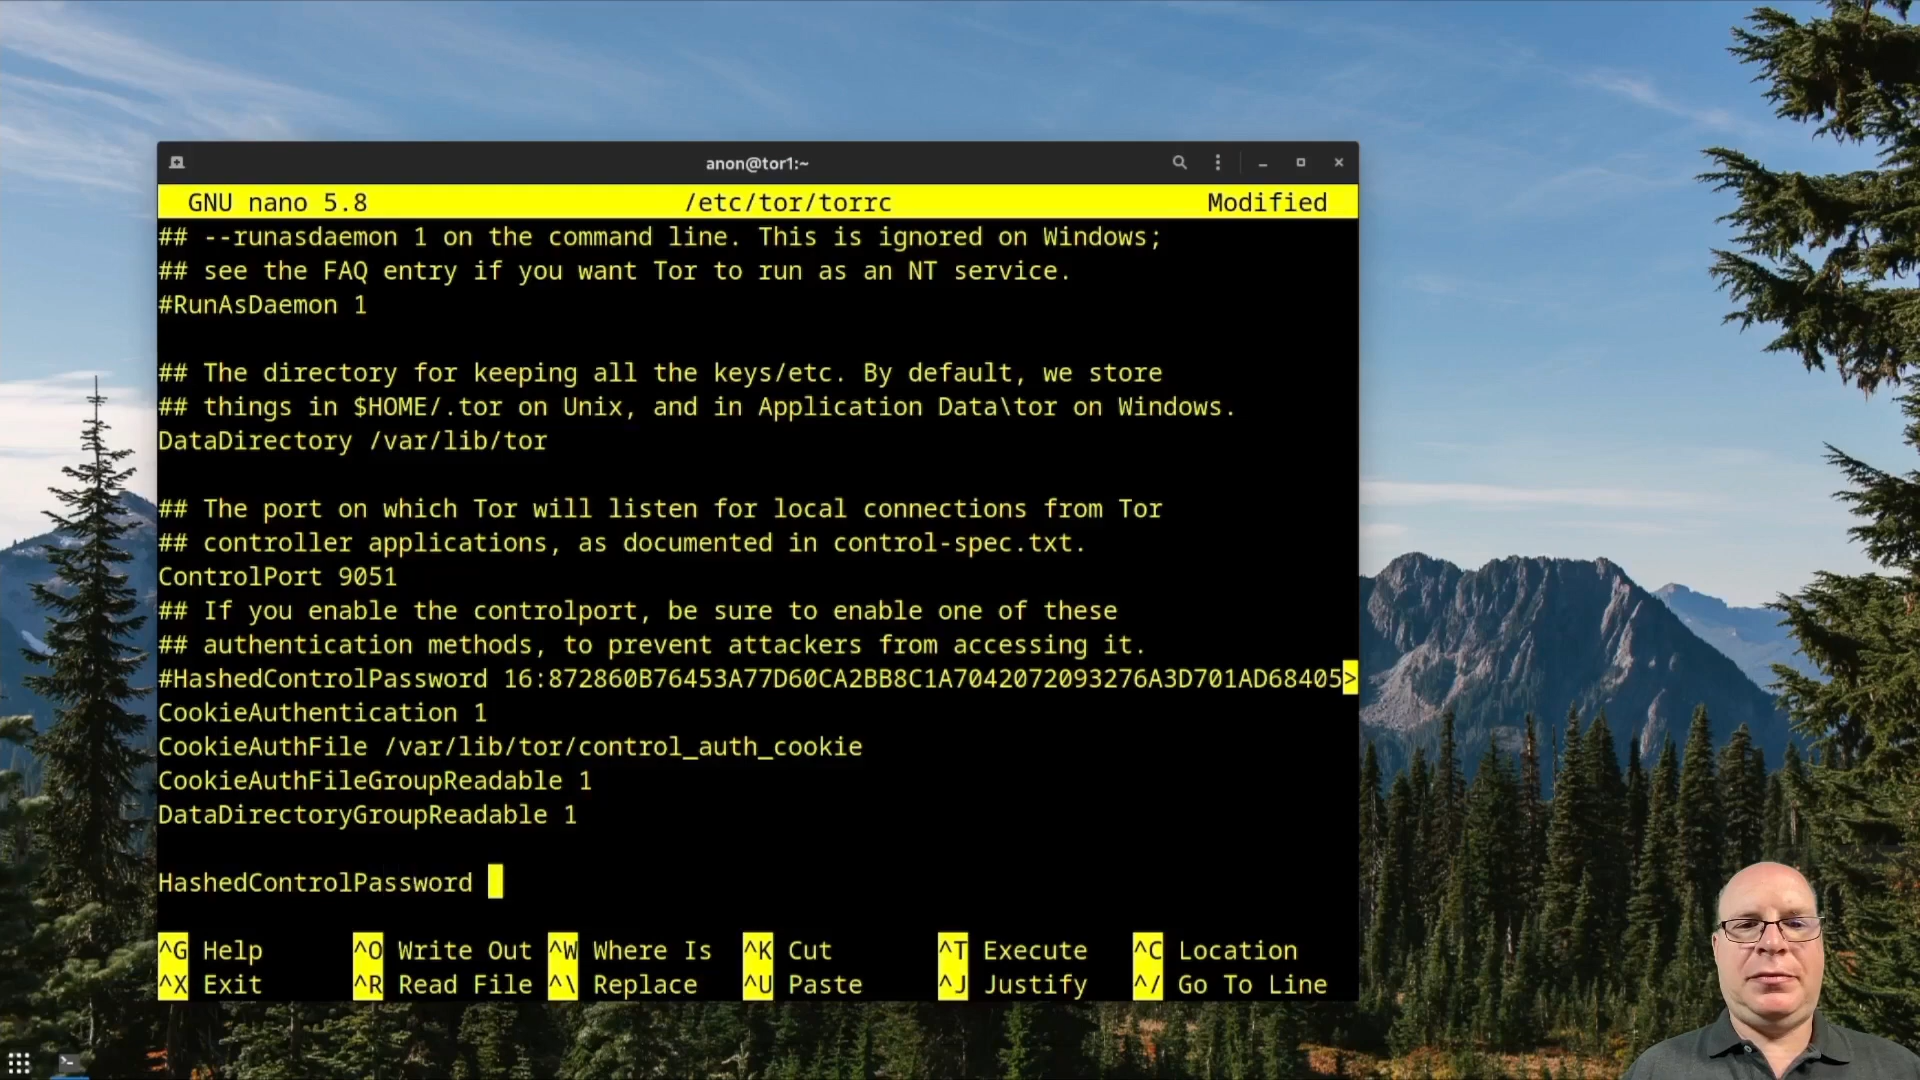 anon@tor1:~
GNU nano 5.8 /etc/tor/torrc Modified
## --runasdaemon 1 on the command line. This is ignored on Windows;
## see the FAQ entry if you want Tor to run as an NT service.
#RunAsDaemon 1
## The directory for keeping all the keys/etc. By default, we store
## things in $HOME/.tor on Unix, and in Application Data\tor on Windows.
DataDirectory /var/lib/tor
## The port on which Tor will listen for local connections from Tor
## controller applications, as documented in control-spec.txt.
ControlPort 9051
## If you enable the controlport, be sure to enable one of these
## authentication methods, to prevent attackers from accessing it.
#HashedControlPassword 16:872860B76453A77D60CA2BB8C1A7042072093276A3D701AD68405>
CookieAuthentication 1
CookieAuthFile /var/lib/tor/control_auth_cookie
CookieAuthFileGroupReadable 1
DataDirectoryGroupReadable 1
HashedControlPassword
^G Help ^O Write Out ^W Where Is ^K Cut ^T Execute ^C Location
^X Exit ^R Read File ^\ Replace ^U Paste ^J Justify ^/ Go To Line